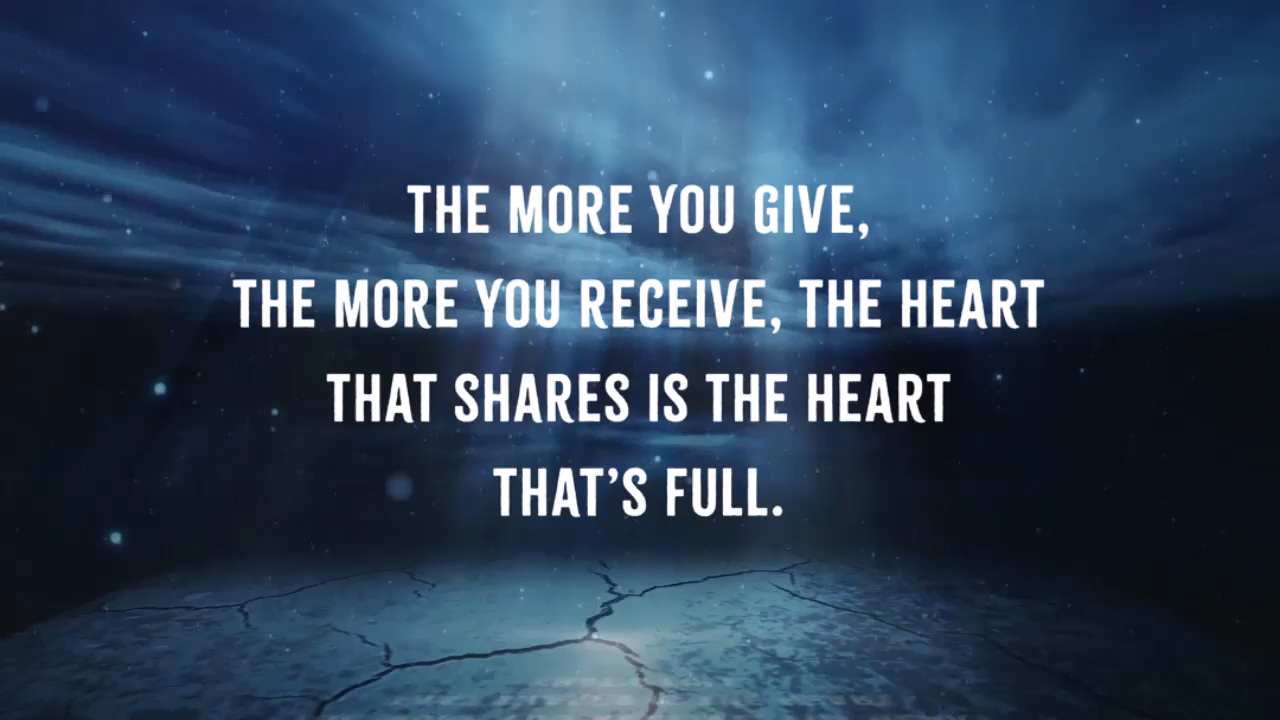 THE MORE YOU GIVE,
THE MORE YOU RECEIVE, THE HEART
THAT SHARES IS THE HEART
THAT’S FULL.